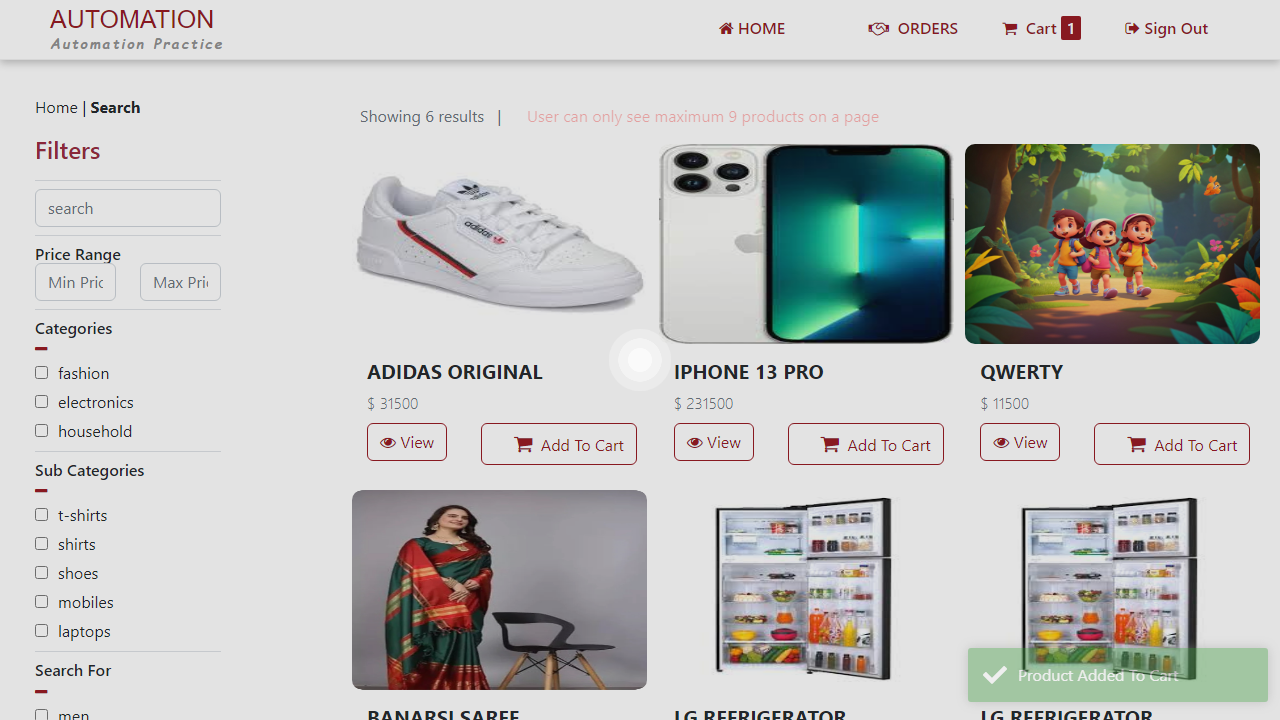 AUTOMATION
Automation Practice
HOME
ORDERS
Cart 1
Sign Out
Home | Search
Showing 6 results |
User can only see maximum 9 products on a page
Filters
search
Price Range
Min Pric
Max Pric
Categories
fashion
electronics
household
Sub Categories
t-shirts
shirts
shoes
mobiles
laptops
Search For
men
adidas
adidas
ADIDAS ORIGINAL
$ 31500
View
Add To Cart
IPHONE 13 PRO
$ 231500
View
Add To Cart
QWERTY
$ 11500
View
Add To Cart
BANARSI SAREE
LG REFRIGERATOR
LG REFRIGERATOR
Product Added To Cart